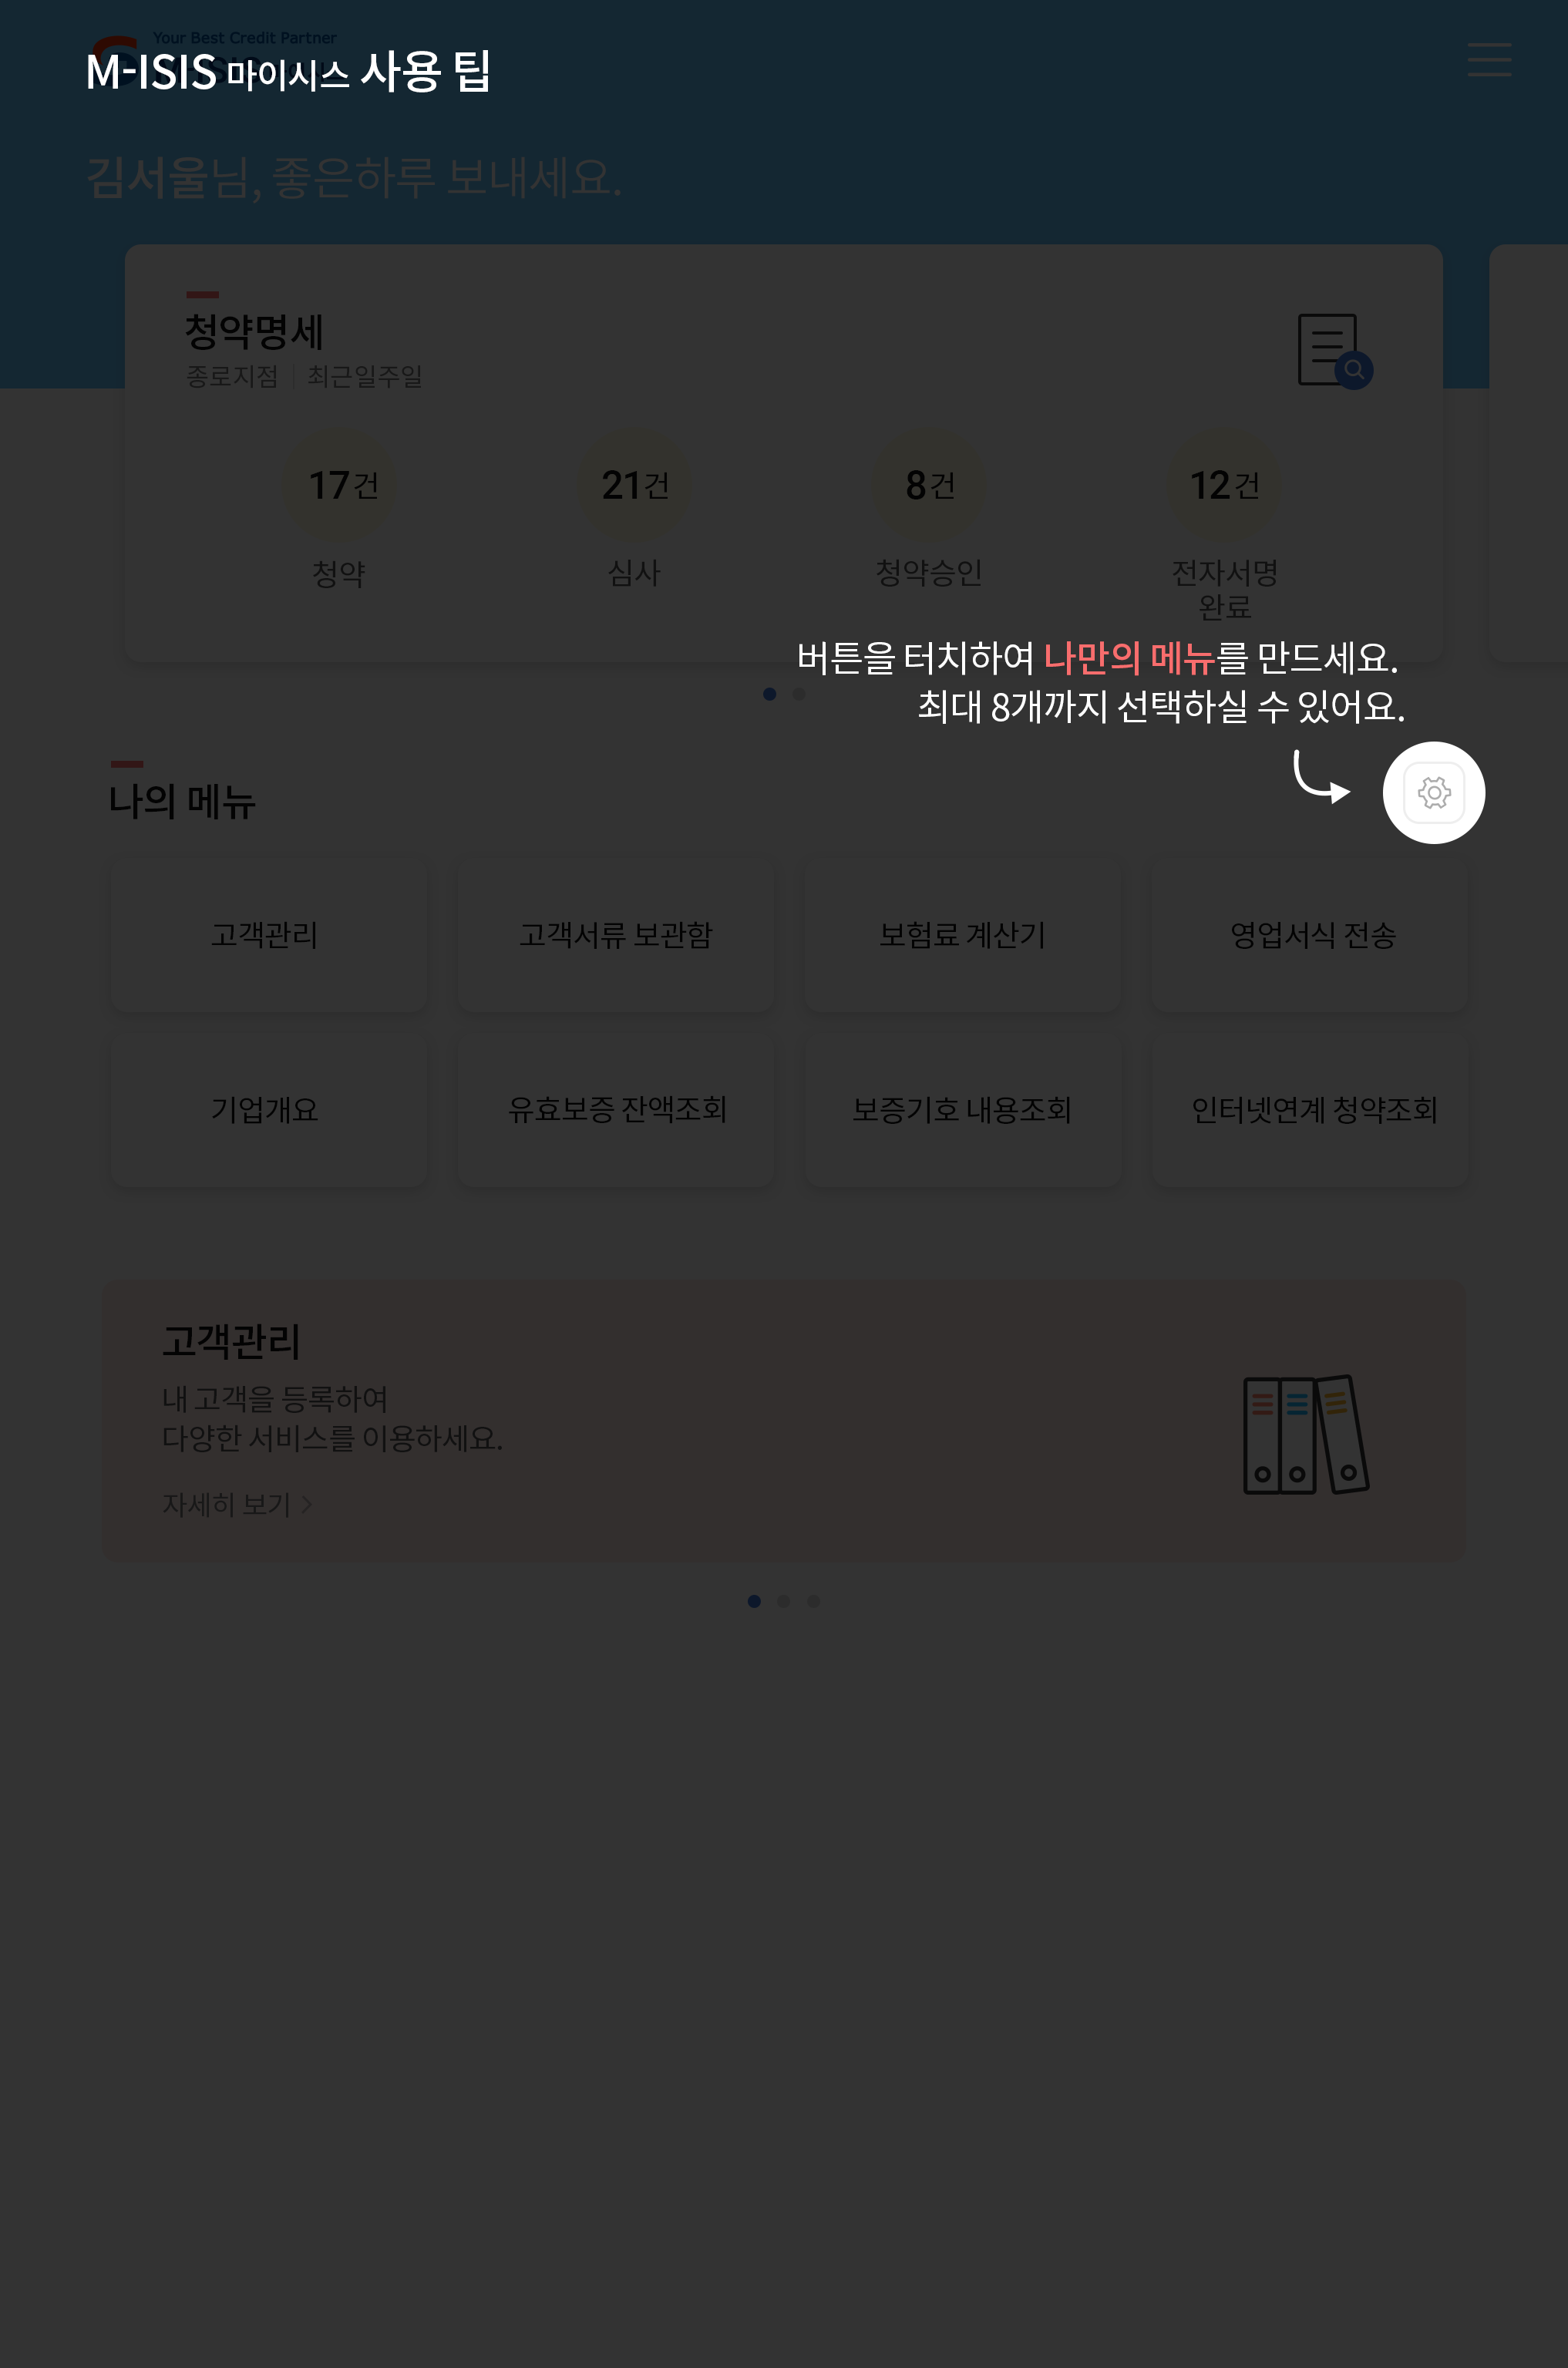 Your Best Credit Partner
M-ISIS 마이시스 사용 팁
김서울님, 좋은하루 보내세요.
청약명세
종로지점 | 최근일주일
17건 21건 8건 12건
청약 심사 청약승인 전자서명
완료
버튼을 터치하여 나만의 메뉴를 만드세요.
최대 8개까지 선택하실 수 있어요.
나의 메뉴
고객관리 고객서류 보관함 보험료 계산기 영업서식 전송
기업개요 유효보증 잔액조회 보증기호 내용조회 인터넷연계 청약조회
고객관리
내 고객을 등록하여
다양한 서비스를 이용하세요.
자세히 보기